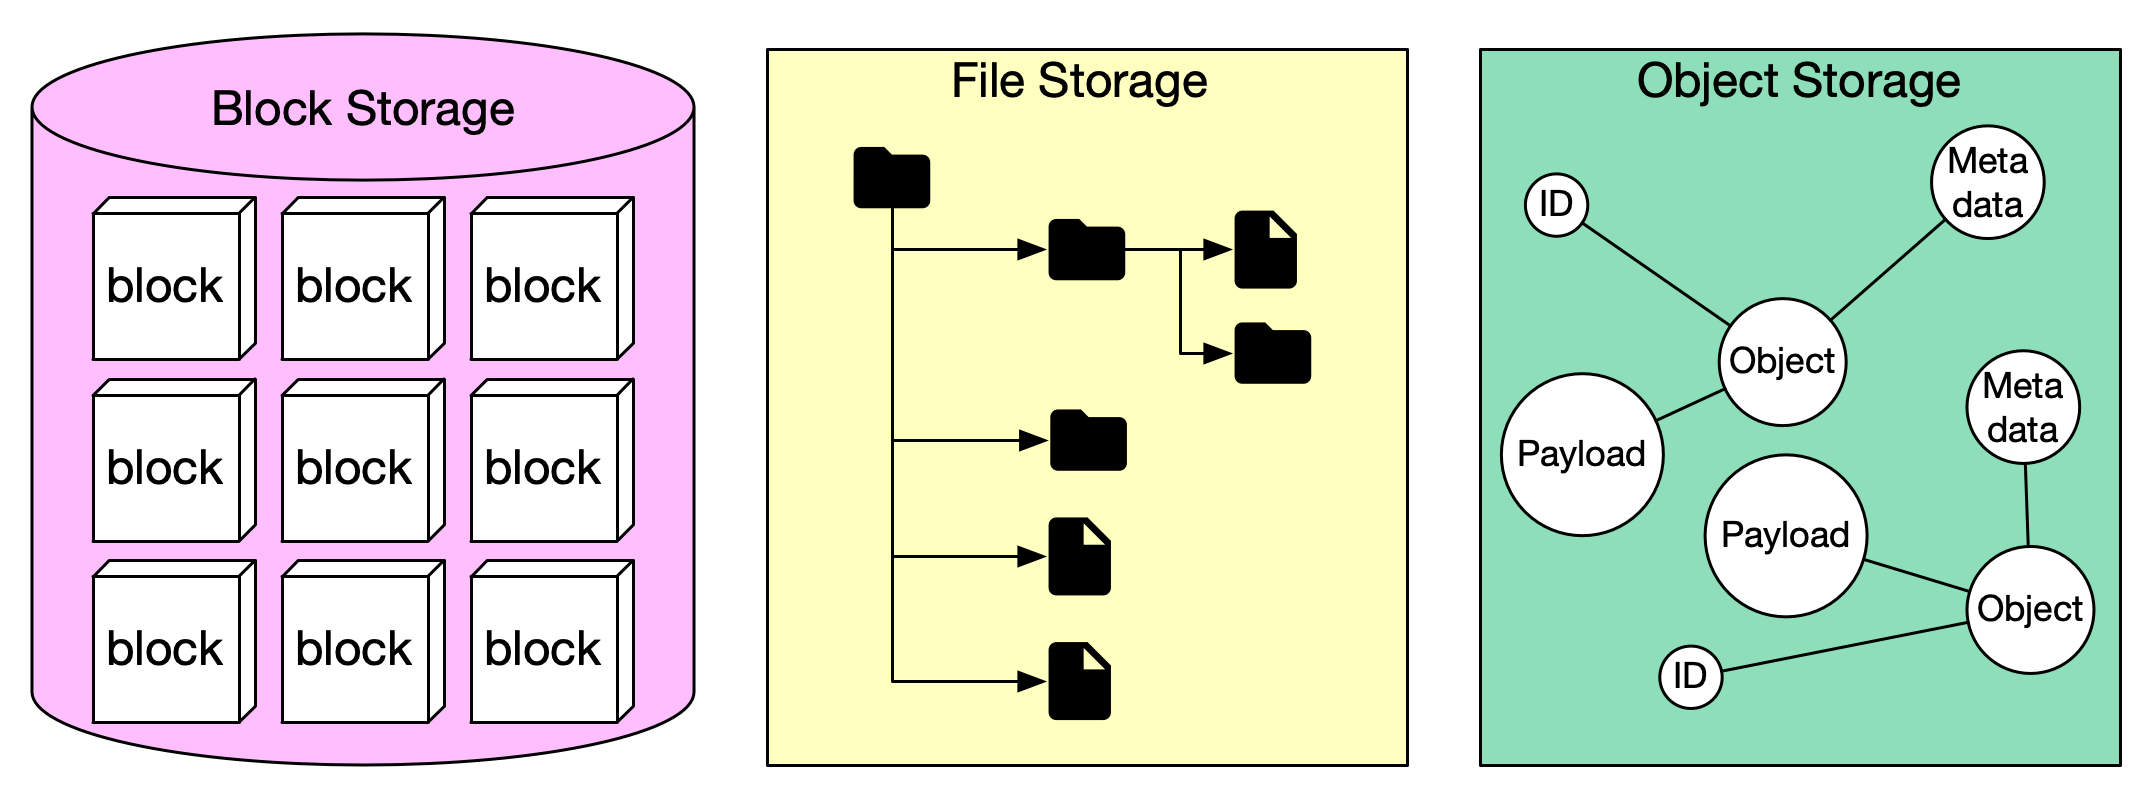 Block Storage
block block block
block block block
block block block
File Storage
Object Storage
ID
Meta
data
Object
Payload
Meta
data
Payload
Object
ID